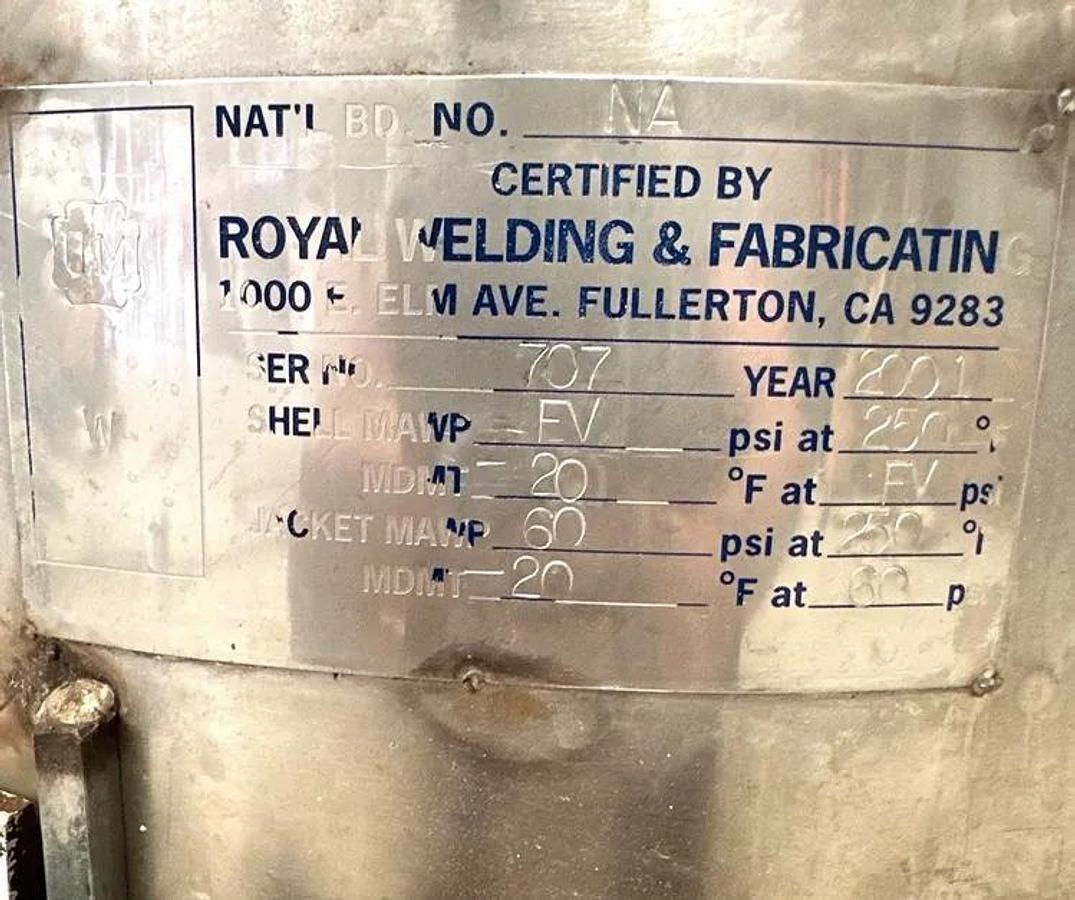 NAT'L BD. NO. NA
CERTIFIED BY
ROYAL WELDING & FABRICATING
1000 E. ELM AVE. FULLERTON, CA 9283
UM
W
SER NO. 707 YEAR 2001
SHELL MAWP FV psi at 250 °F
MDMT -20 °F at FV psi
JACKET MAWP 60 psi at 250 °F
MDMT -20 °F at 60 p